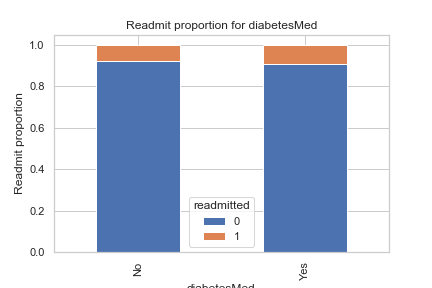 Readmit proportion for diabetesMed
1.0
0.8
0.6
0.4
0.2
0.0
Readmit proportion
readmitted
0
1
No
Yes
diabetesMed